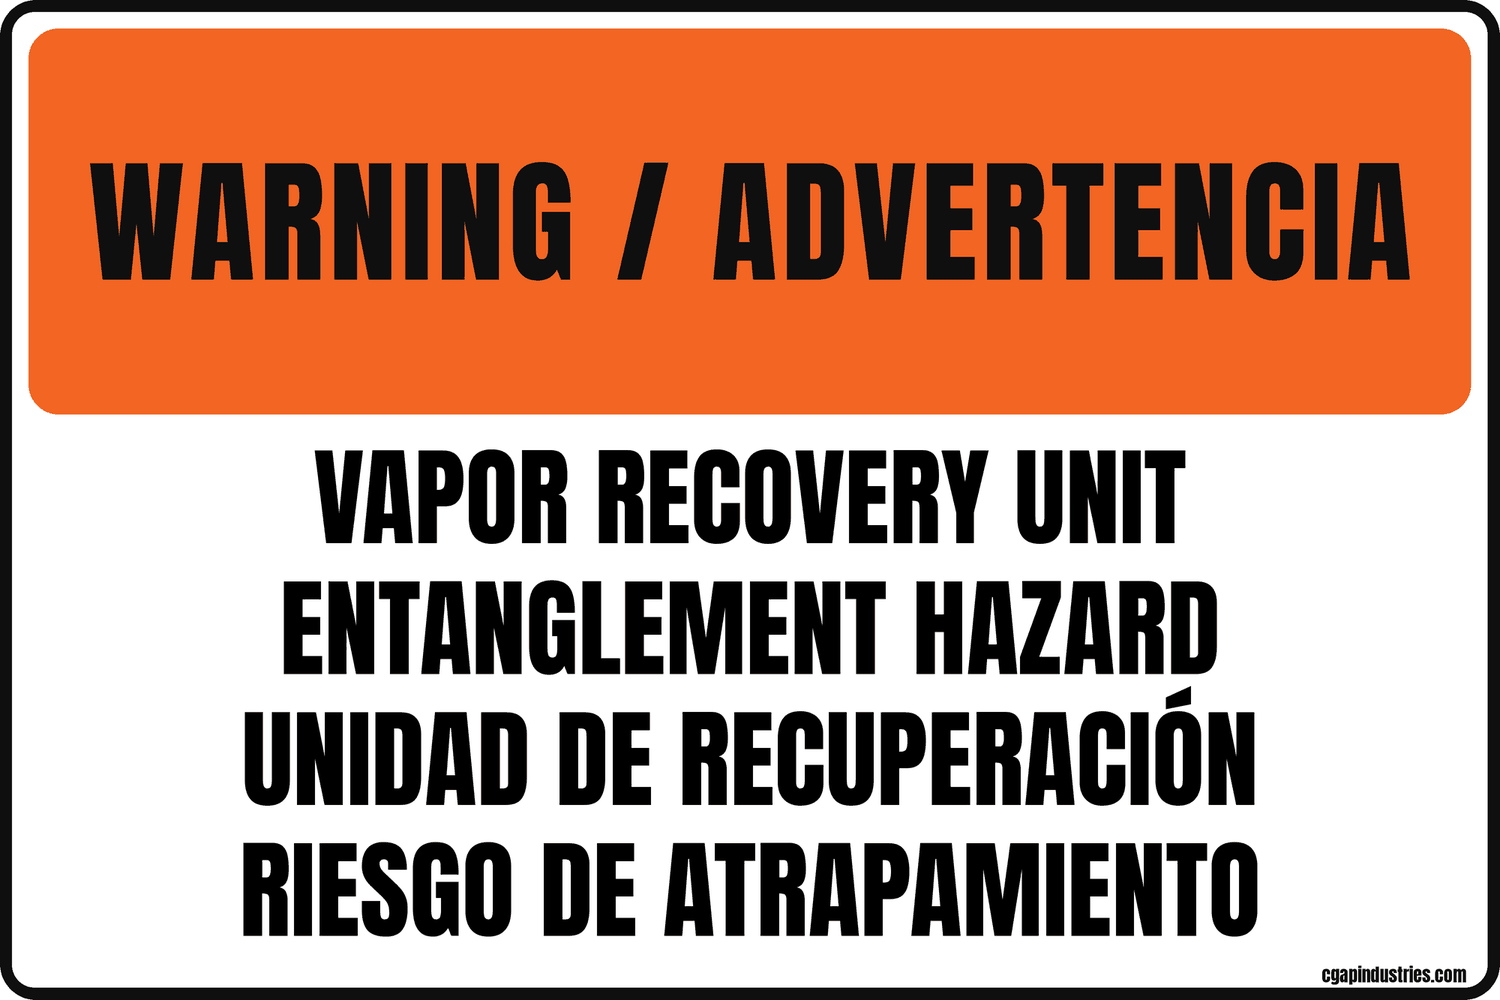 WARNING / ADVERTENCIA
VAPOR RECOVERY UNIT
ENTANGLEMENT HAZARD
UNIDAD DE RECUPERACIÓN
RIESGO DE ATRAPAMIENTO
cgapindustries.com